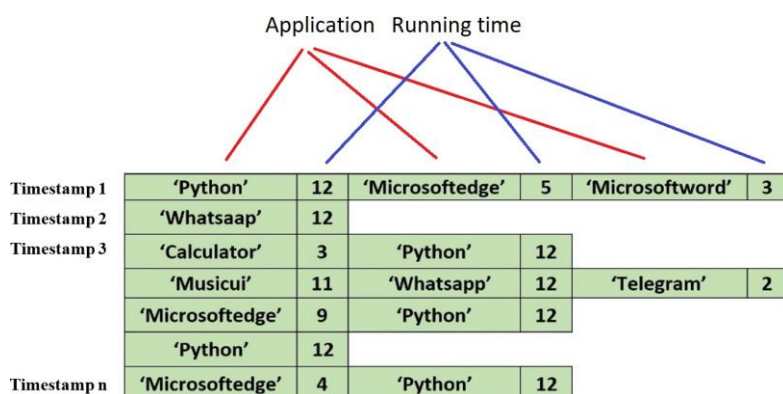 Application Running time
Timestamp 1 ‘Python’ 12 ‘Microsoftedge’ 5 ‘Microsoftword’ 3
Timestamp 2 ‘Whatsaap’ 12
Timestamp 3 ‘Calculator’ 3 ‘Python’ 12
‘Musicui’ 11 ‘Whatsapp’ 12 ‘Telegram’ 2
‘Microsoftedge’ 9 ‘Python’ 12
‘Python’ 12
Timestamp n ‘Microsoftedge’ 4 ‘Python’ 12